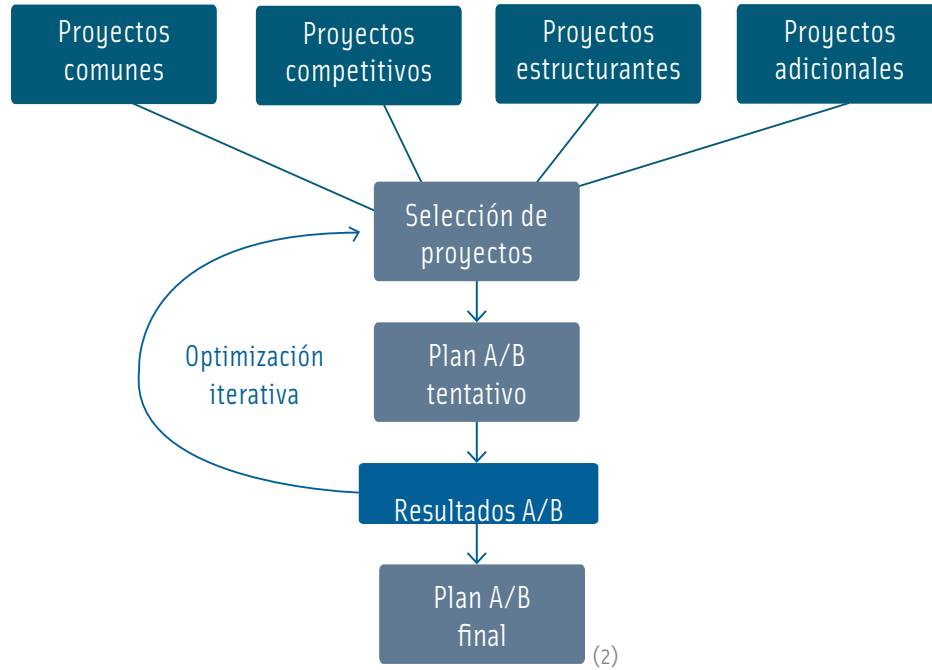 Proyectos
comunes
Proyectos
competitivos
Proyectos
estructurantes
Proyectos
adicionales
Selección de
proyectos
Optimización
iterativa
Plan A/B
tentativo
Resultados A/B
Plan A/B
final
(2)